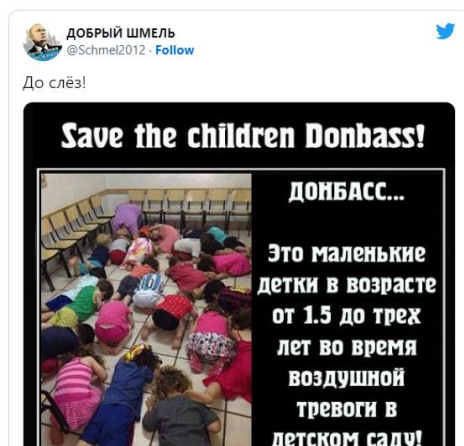 ДОБРЫЙ ШМЕЛЬ
@Schmel2012 · Follow
До слёз!
Save the children Donbass!
ДОНБАСС...
Это маленькие
детки в возрасте
от 1.5 до трех
лет во время
воздушной
тревоги в
детском саду!